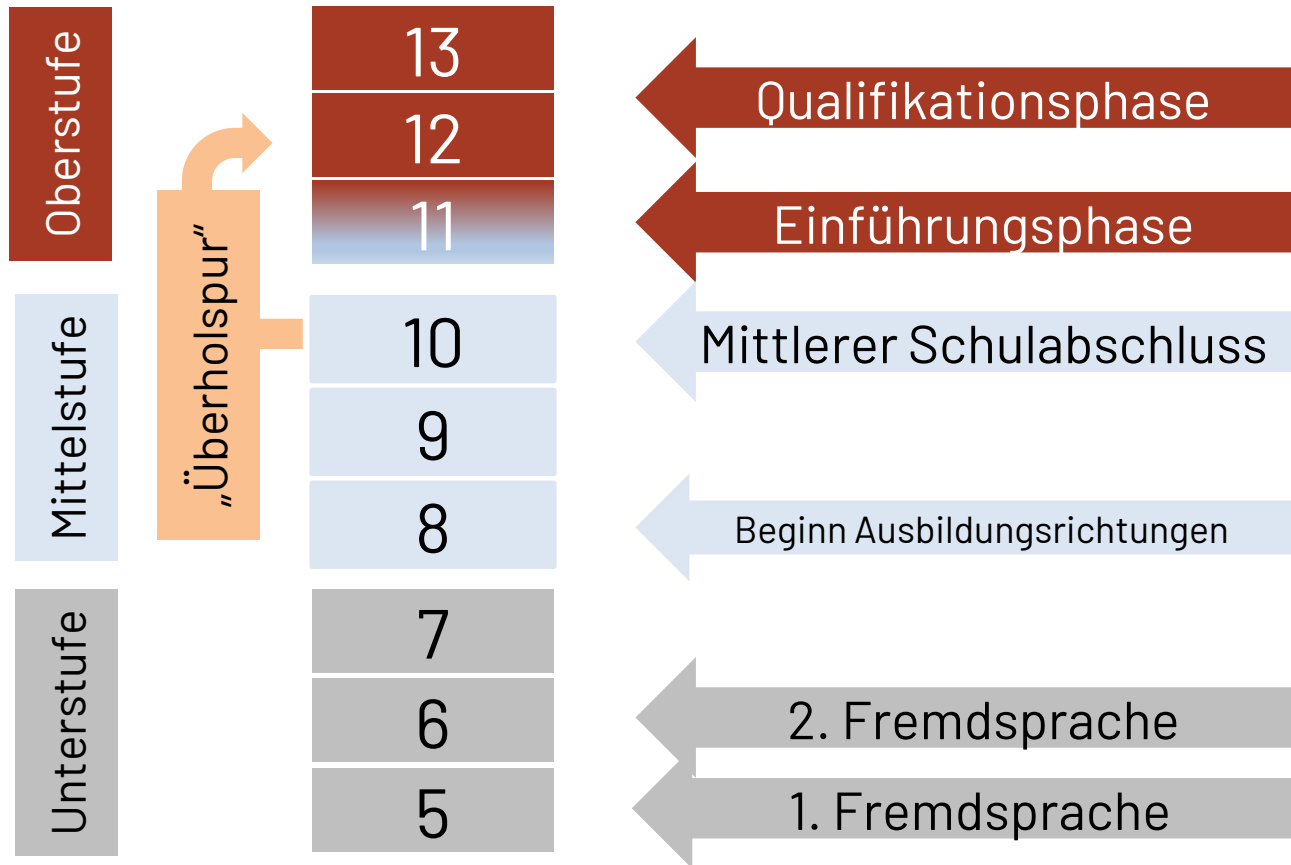 Oberstufe
13
Qualifikationsphase
12
11
Einführungsphase
„Überholspur“
Mittelstufe
10
Mittlerer Schulabschluss
9
8
Beginn Ausbildungsrichtungen
Unterstufe
7
6
2. Fremdsprache
5
1. Fremdsprache